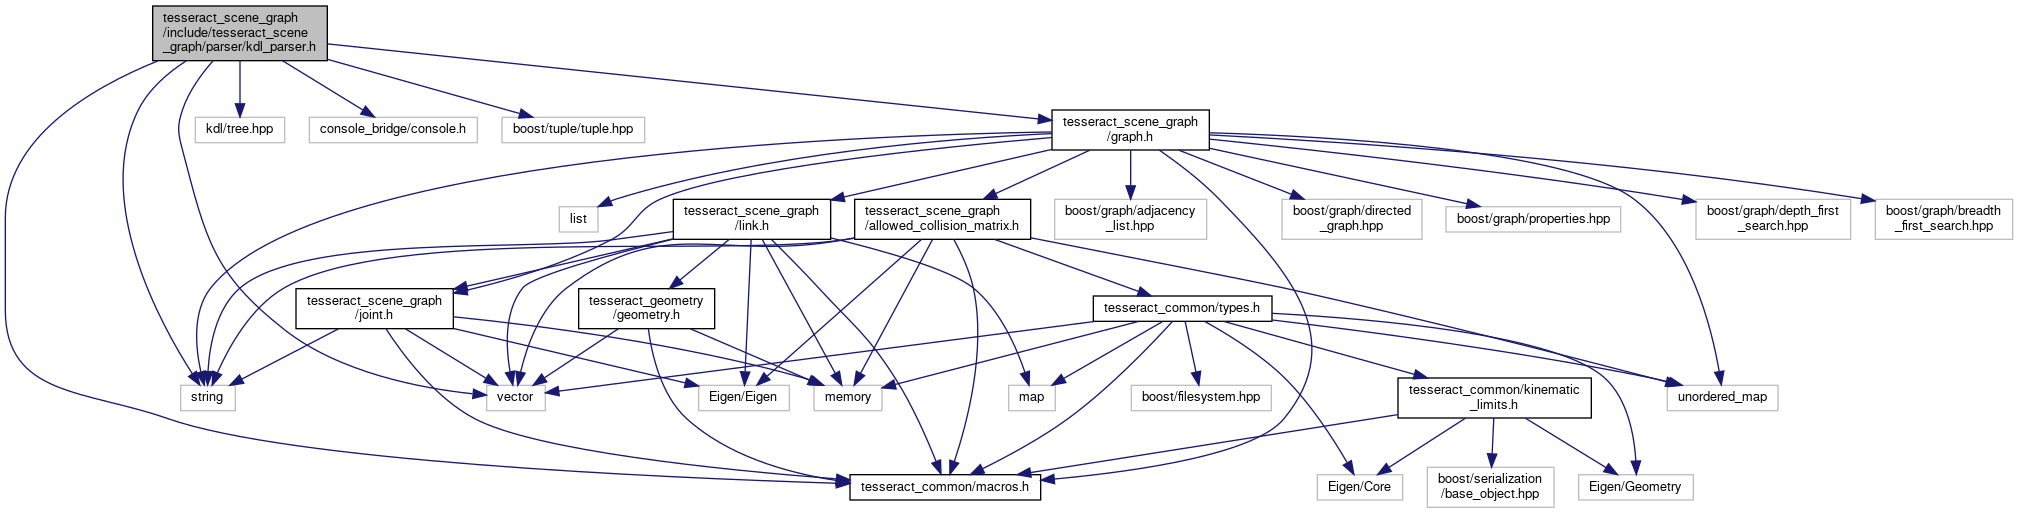 tesseract_scene_graph
/include/tesseract_scene
_graph/parser/kdl_parser.h
kdl/tree.hpp
console_bridge/console.h
boost/tuple/tuple.hpp
tesseract_scene_graph
/graph.h
list
tesseract_scene_graph
/link.h
tesseract_scene_graph
/allowed_collision_matrix.h
boost/graph/adjacency
_list.hpp
boost/graph/directed
_graph.hpp
boost/graph/properties.hpp
boost/graph/depth_first
_search.hpp
boost/graph/breadth
_first_search.hpp
tesseract_scene_graph
/joint.h
tesseract_geometry
/geometry.h
tesseract_common/types.h
string
vector
Eigen/Eigen
memory
map
boost/filesystem.hpp
tesseract_common/kinematic
_limits.h
unordered_map
tesseract_common/macros.h
Eigen/Core
boost/serialization
/base_object.hpp
Eigen/Geometry